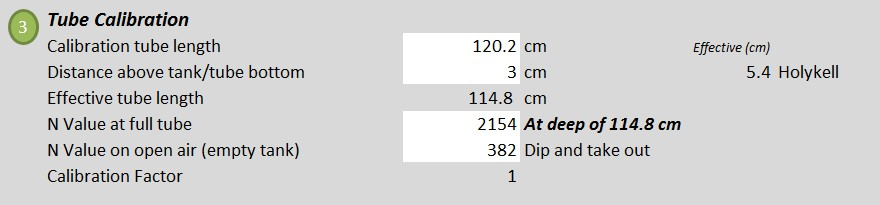 3 Tube Calibration
Calibration tube length 120.2 cm Effective (cm)
Distance above tank/tube bottom 3 cm 5.4 Holykell
Effective tube length 114.8 cm
N Value at full tube 2154 At deep of 114.8 cm
N Value on open air (empty tank) 382 Dip and take out
Calibration Factor 1